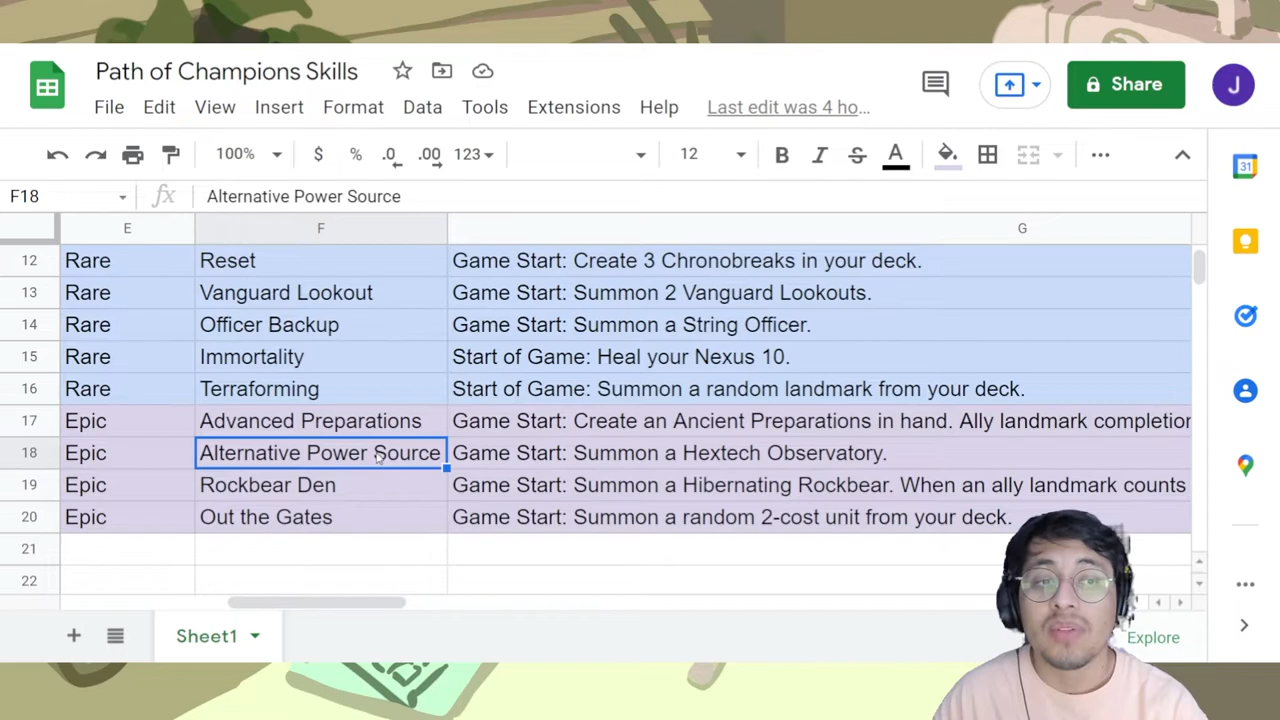 Path of Champions Skills
J
Share
File Edit View Insert Format Data Tools Extensions Help Last edit was 4 ho...
100% $ % .0 .00 123 12 B I S A
31
F18 fx Alternative Power Source
E F G
12 Rare Reset Game Start: Create 3 Chronobreaks in your deck.
13 Rare Vanguard Lookout Game Start: Summon 2 Vanguard Lookouts.
14 Rare Officer Backup Game Start: Summon a String Officer.
15 Rare Immortality Start of Game: Heal your Nexus 10.
16 Rare Terraforming Start of Game: Summon a random landmark from your deck.
17 Epic Advanced Preparations Game Start: Create an Ancient Preparations in hand. Ally landmark completion
18 Epic Alternative Power Source Game Start: Summon a Hextech Observatory.
19 Epic Rockbear Den Game Start: Summon a Hibernating Rockbear. When an ally landmark counts
20 Epic Out the Gates Game Start: Summon a random 2-cost unit from your deck.
21
22
Sheet1
Explore